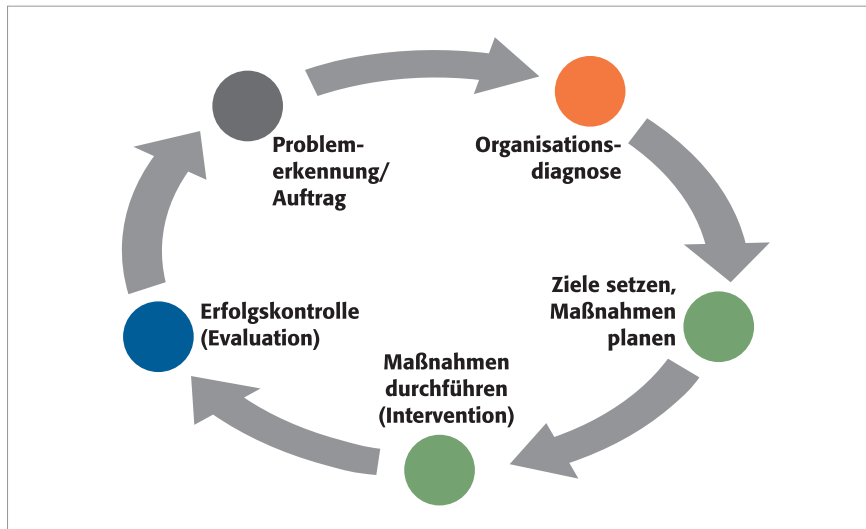 Problem-
erkennung/
Auftrag
Organisations-
diagnose
Ziele setzen,
Maßnahmen
planen
Maßnahmen
durchführen
(Intervention)
Erfolgskontrolle
(Evaluation)